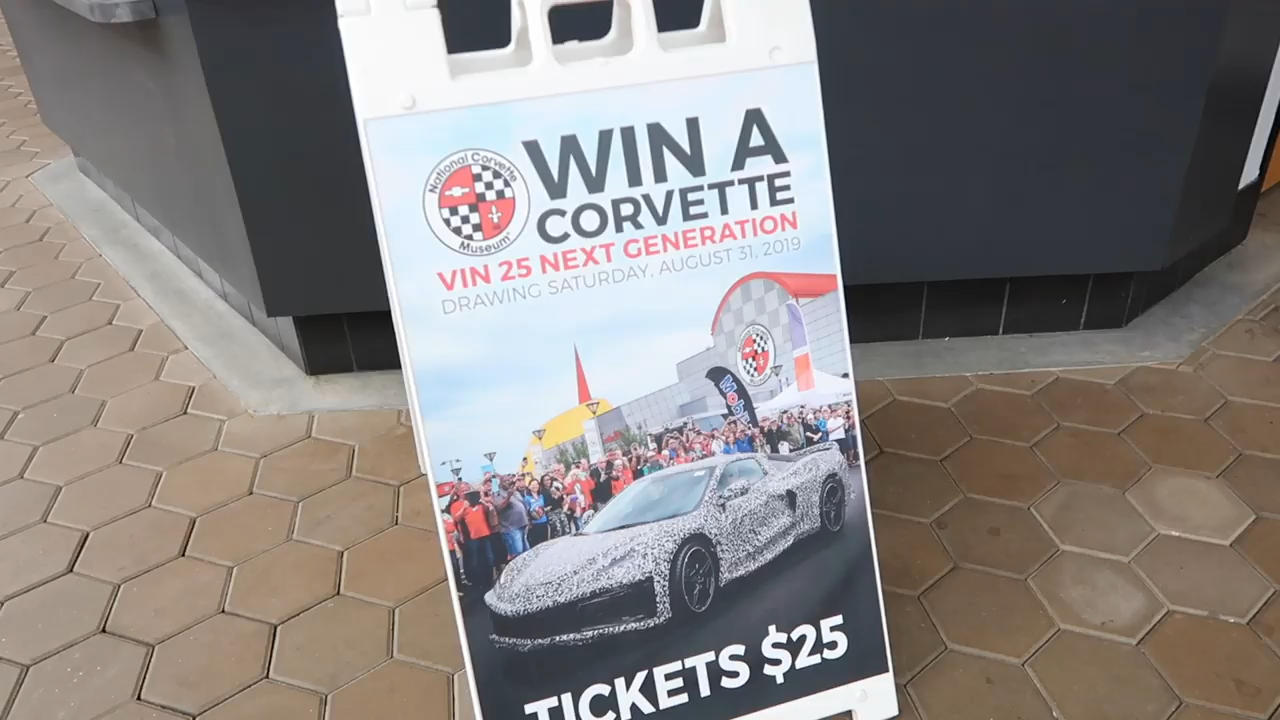 National Corvette
Museum
WIN A
CORVETTE
VIN 25 NEXT GENERATION
DRAWING SATURDAY, AUGUST 31, 2019
TICKETS $25